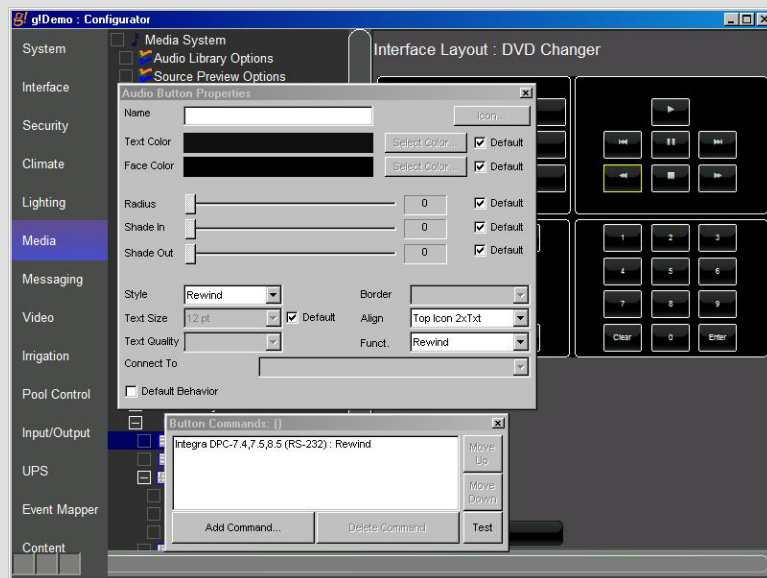 g! g!Demo : Configurator
System
Interface
Security
Climate
Lighting
Media
Messaging
Video
Irrigation
Pool Control
Input/Output
UPS
Event Mapper
Content
Media System
Audio Library Options
Source Preview Options
Interface Layout : DVD Changer
Audio Button Properties
Name
Icon...
Text Color
Select Color...
Default
Face Color
Select Color...
Default
Radius
0
Default
Shade In
0
Default
Shade Out
0
Default
Style
Rewind
Border
Text Size
12 pt
Default
Align
Top Icon 2xTxt
Text Quality
Funct.
Rewind
Connect To
Default Behavior
Button Commands: []
Integra DPC-7.4,7.5,8.5 (RS-232) : Rewind
Move Up
Move Down
Add Command...
Delete Command
Test
1 2 3
4 5 6
7 8 9
Clear 0 Enter